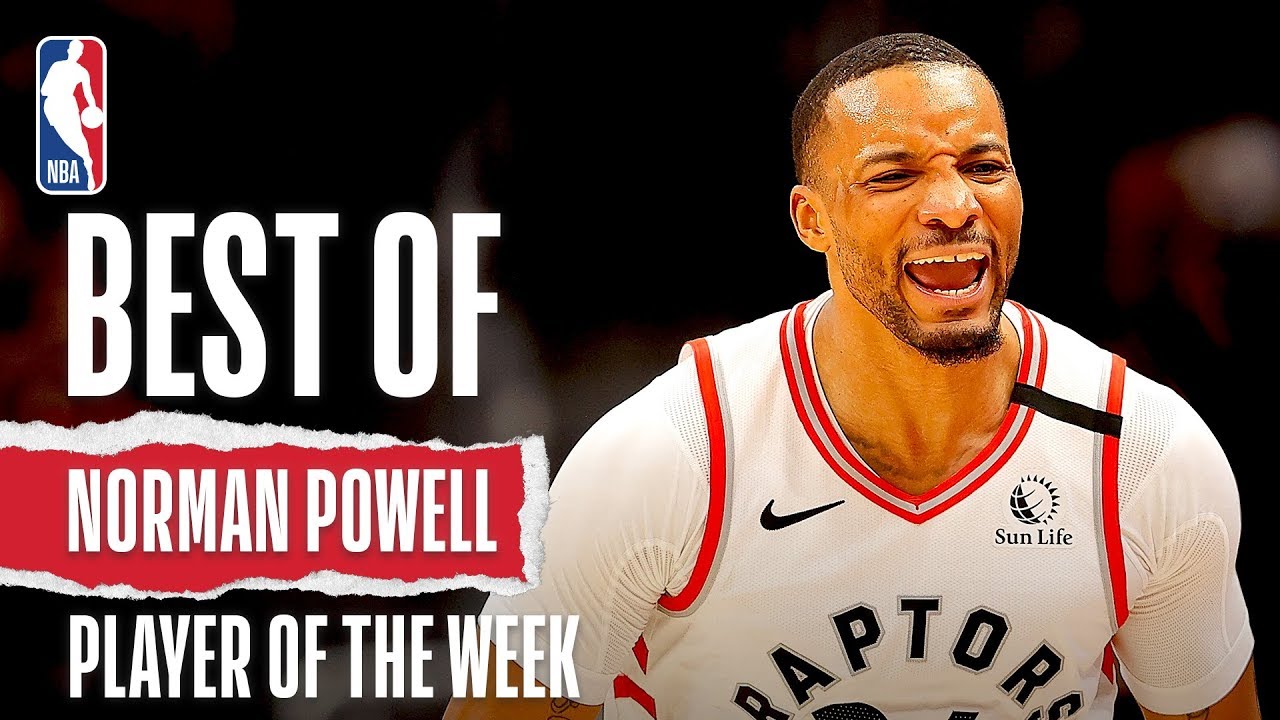 NBA
BEST OF
NORMAN POWELL
PLAYER OF THE WEEK
Sun Life
RAPTORS